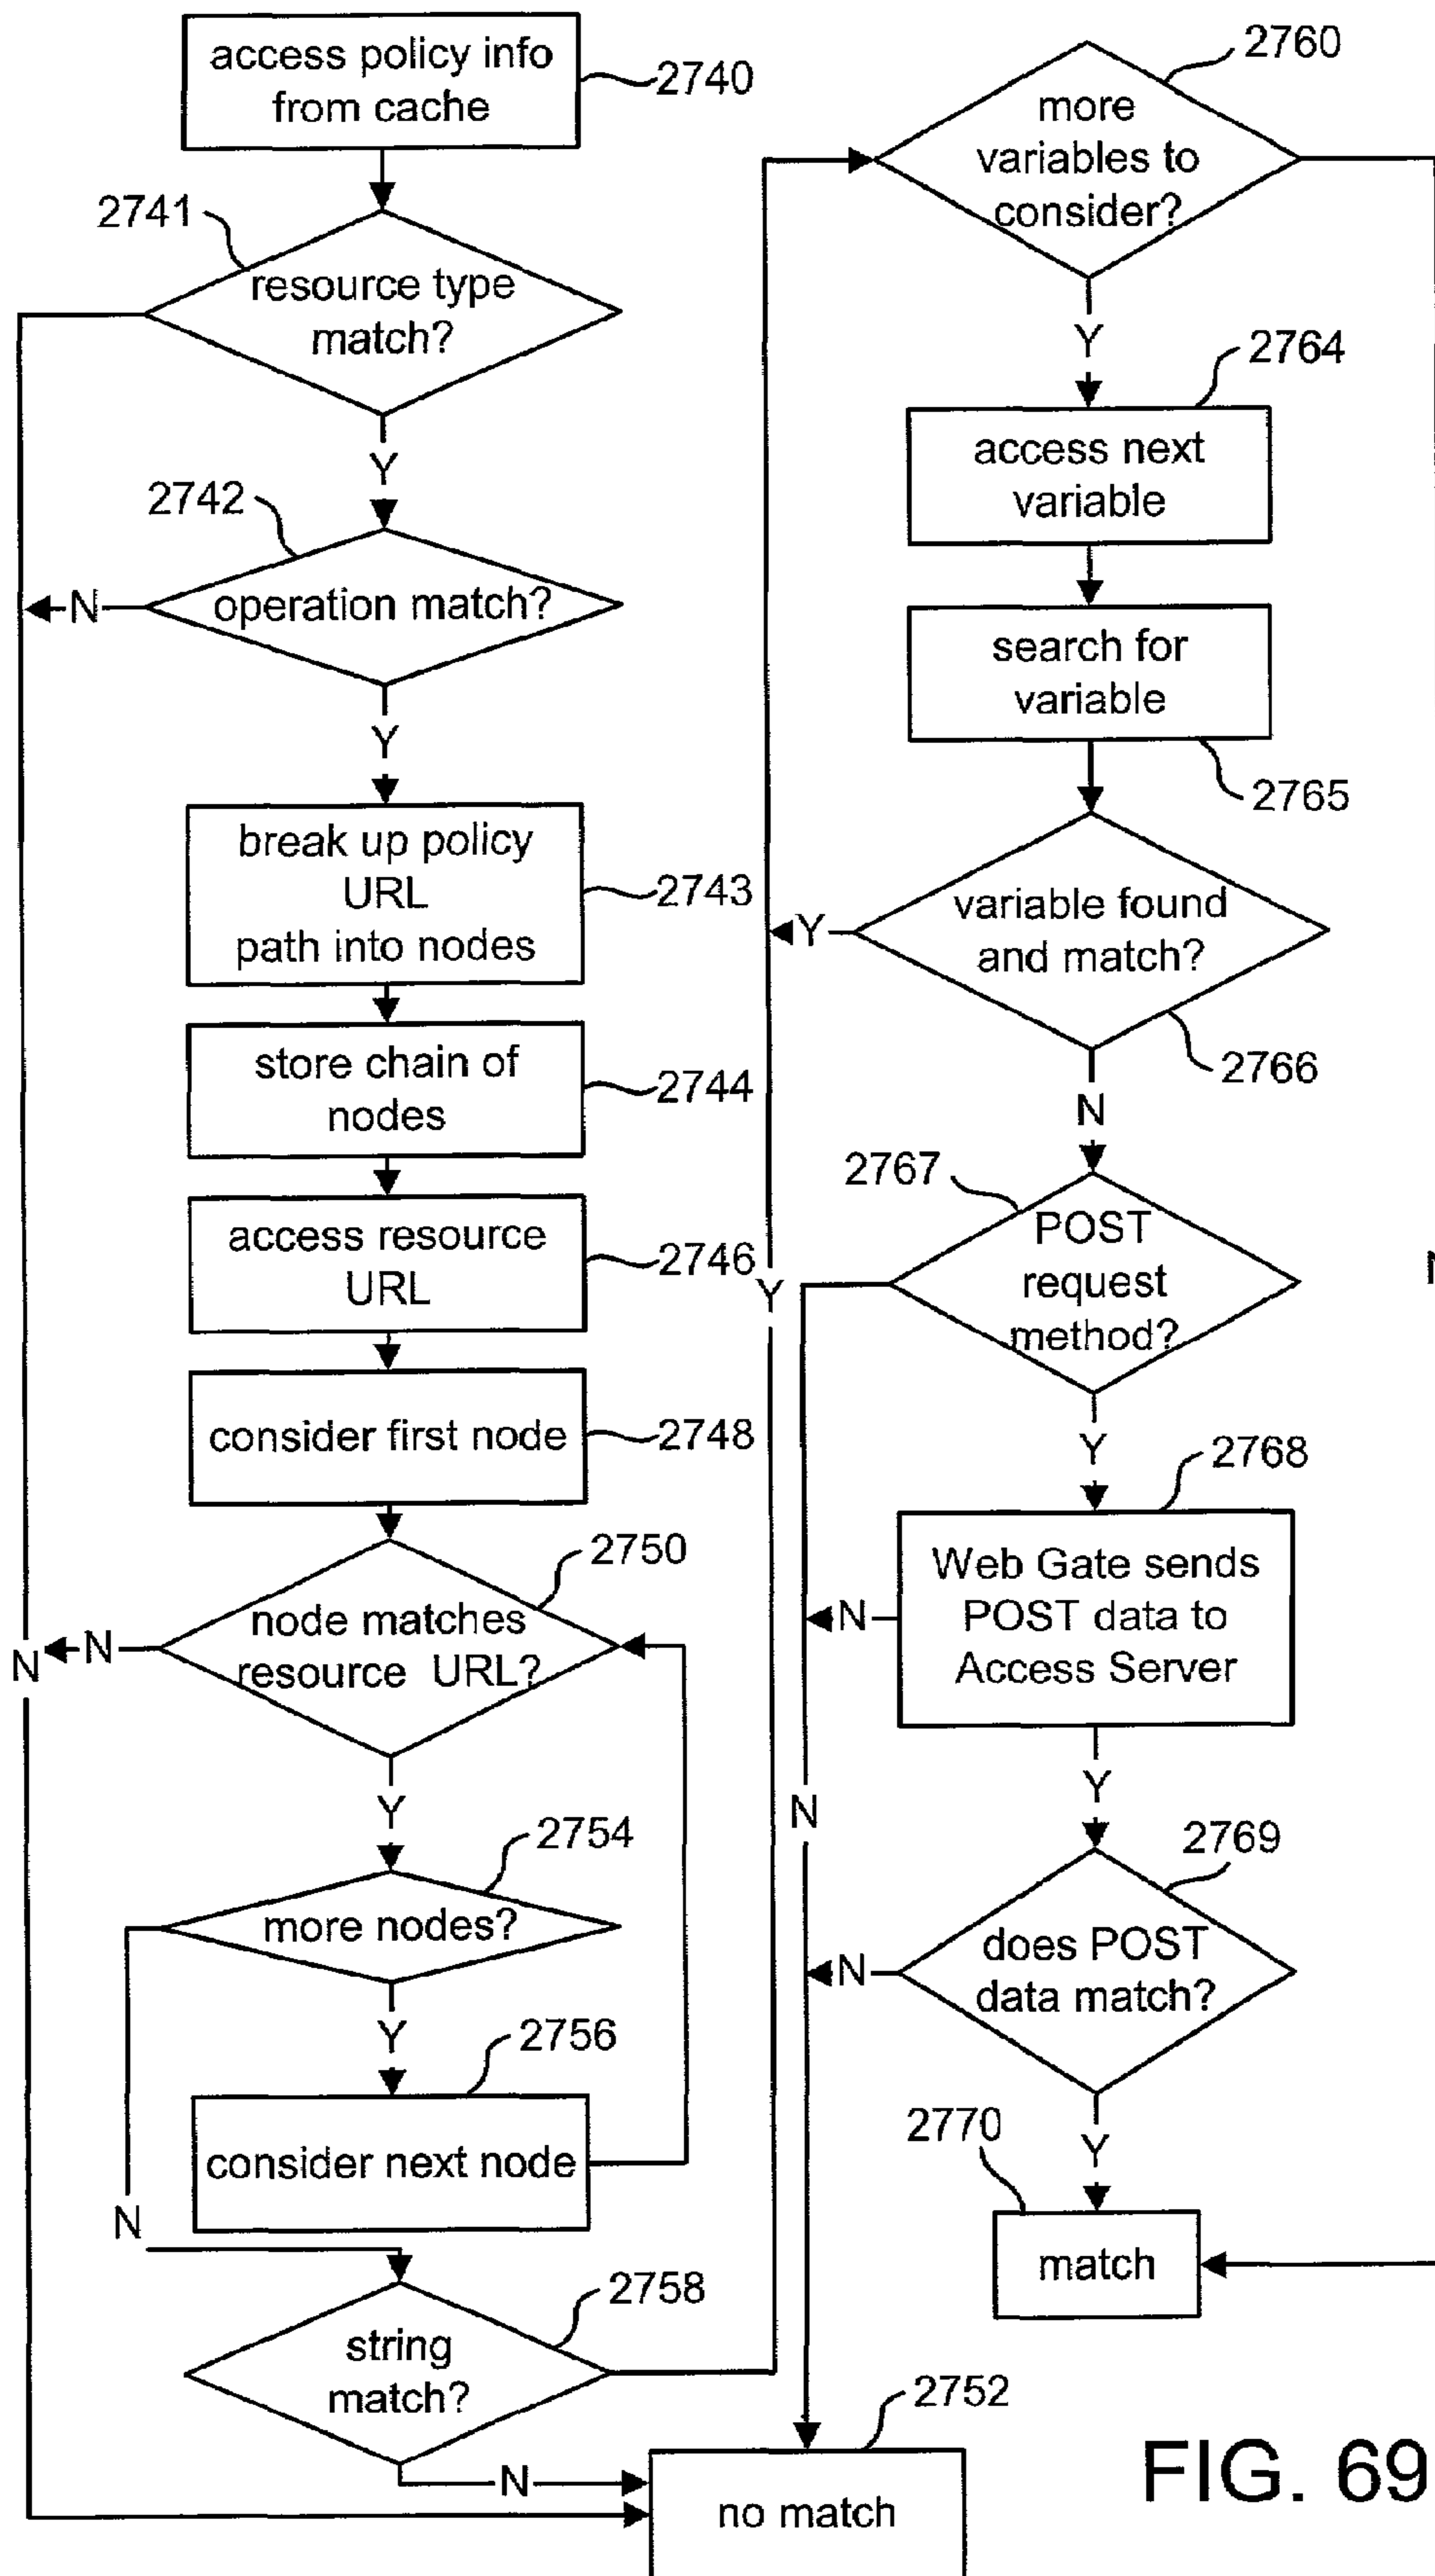 access policy info
from cache
2740
2741
resource type
match?
Y
2742
operation match?
N
Y
break up policy
URL
path into nodes
2743
store chain of
nodes
2744
access resource
URL
2746
consider first node
2748
2750
node matches
resource URL?
N
N
Y
2754
more nodes?
Y
2756
consider next node
N
2758
string
match?
N
Y
2760
more
variables to
consider?
Y
2764
access next
variable
search for
variable
2765
variable found
and match?
Y
2766
N
2767
POST
request
method?
N
Y
2768
Web Gate sends
POST data to
Access Server
N
Y
N
2769
does POST
data match?
N
Y
2770
match
2752
no match
FIG. 69